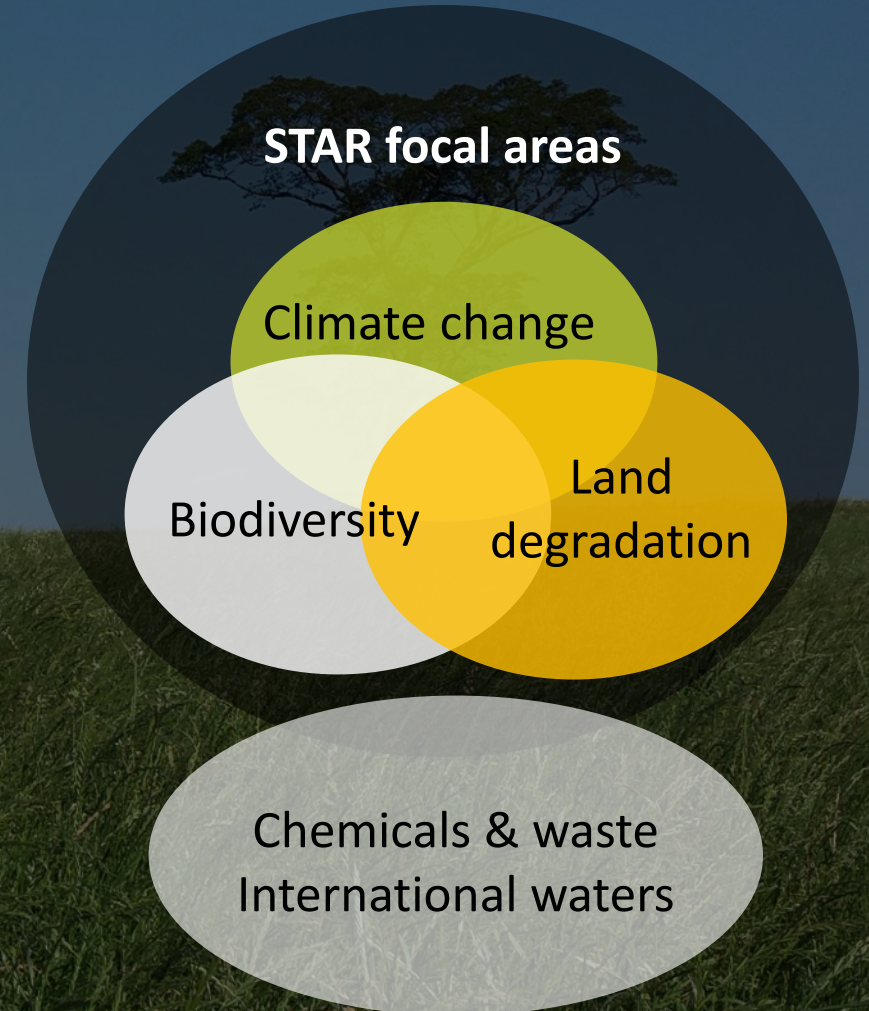 STAR focal areas
Climate change
Biodiversity
Land
degradation
Chemicals & waste
International waters